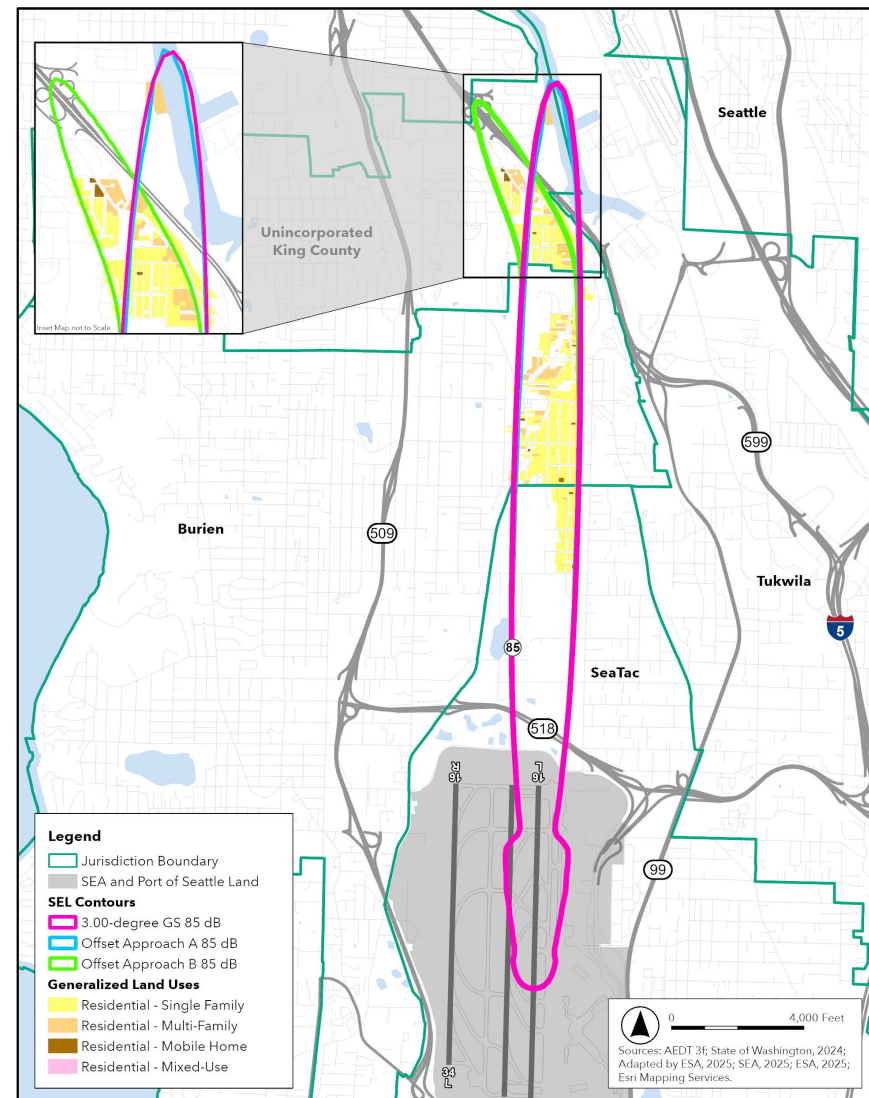 Seattle
Unincorporated
King County
Inset Map not to Scale
599
Burien
509
Tukwila
5
85
SeaTac
518
16
R
16
L
99
34
L
Legend
Jurisdiction Boundary
SEA and Port of Seattle Land
SEL Contours
3.00-degree GS 85 dB
Offset Approach A 85 dB
Offset Approach B 85 dB
Generalized Land Uses
Residential - Single Family
Residential - Multi-Family
Residential - Mobile Home
Residential - Mixed-Use
0 4,000 Feet
Sources: AEDT 3f; State of Washington, 2024;
Adapted by ESA, 2025; SEA, 2025; ESA, 2025;
Esri Mapping Services.